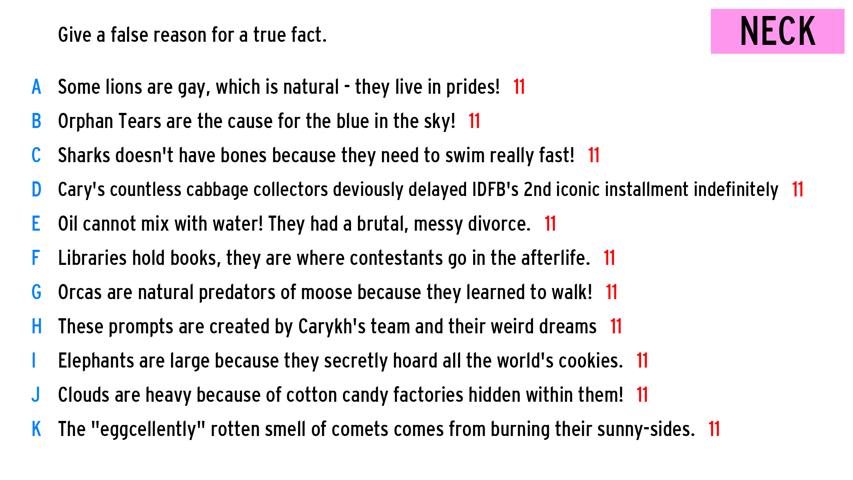 Give a false reason for a true fact.
NECK
A Some lions are gay, which is natural - they live in prides! 11
B Orphan Tears are the cause for the blue in the sky! 11
C Sharks doesn't have bones because they need to swim really fast! 11
D Cary's countless cabbage collectors deviously delayed IDFB's 2nd iconic installment indefinitely 11
E Oil cannot mix with water! They had a brutal, messy divorce. 11
F Libraries hold books, they are where contestants go in the afterlife. 11
G Orcas are natural predators of moose because they learned to walk! 11
H These prompts are created by Carykh's team and their weird dreams 11
I Elephants are large because they secretly hoard all the world's cookies. 11
J Clouds are heavy because of cotton candy factories hidden within them! 11
K The "eggcellently" rotten smell of comets comes from burning their sunny-sides. 11